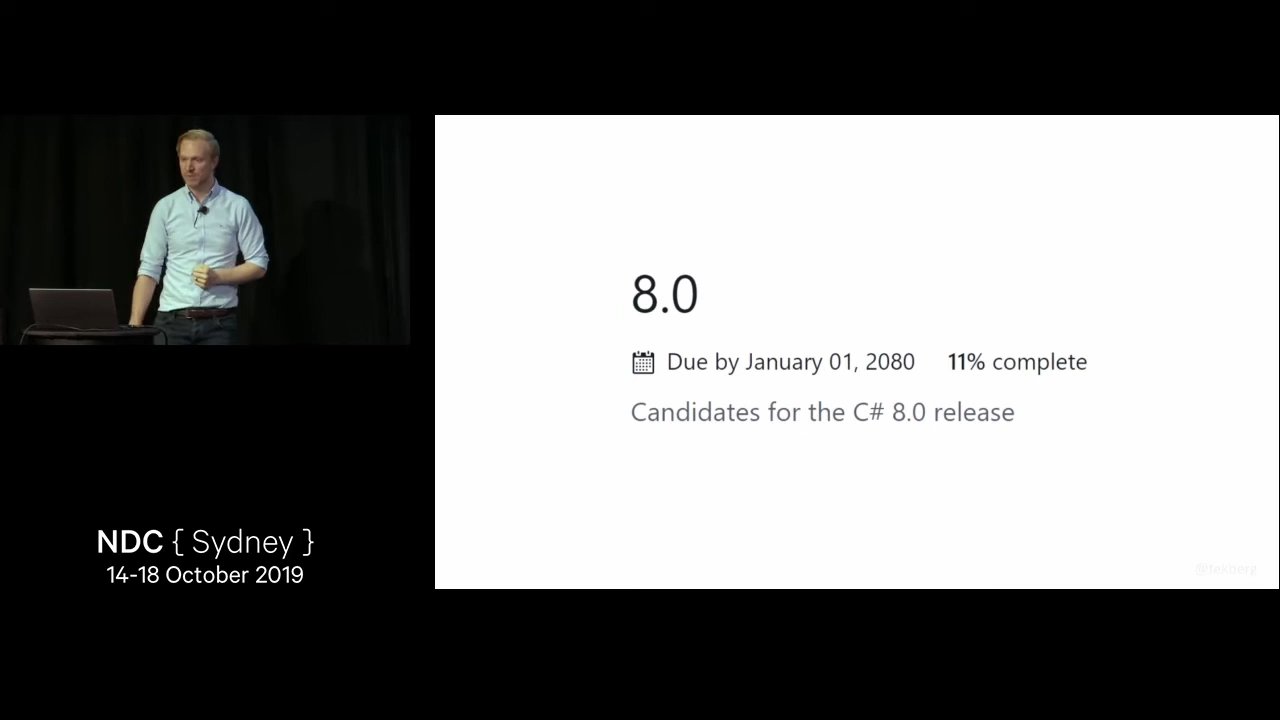 8.0
Due by January 01, 2080 11% complete
Candidates for the C# 8.0 release
@fekberg
NDC { Sydney }
14-18 October 2019